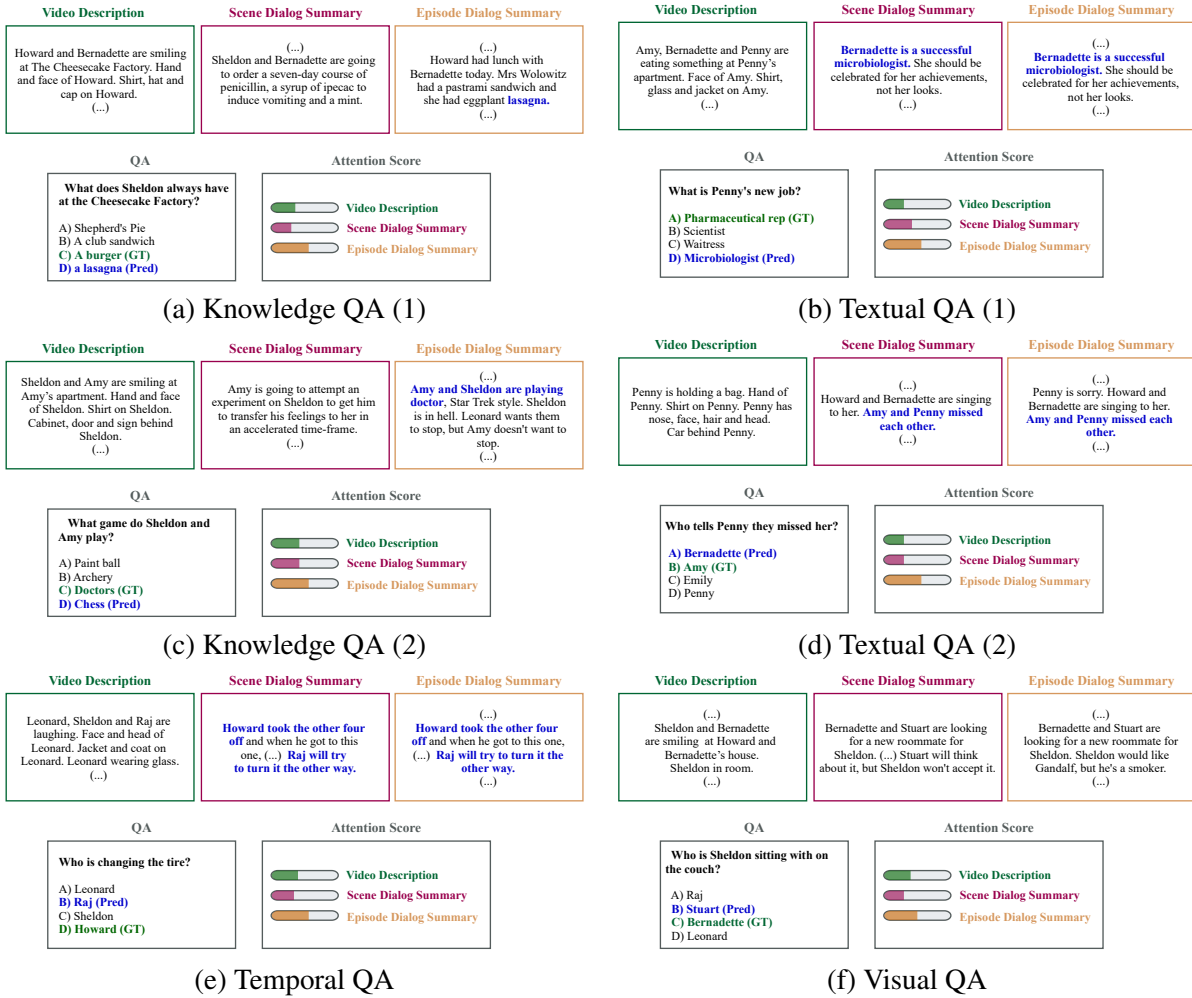 Video Description
Scene Dialog Summary
Episode Dialog Summary
Howard and Bernadette are smiling
at The Cheesecake Factory. Hand
and face of Howard. Shirt, hat and
cap on Howard.
(...)
(...)
Sheldon and Bernadette are going
to order a seven-day course of
penicillin, a syrup of ipecac to
induce vomiting and a mint.
(...)
Howard had lunch with
Bernadette today. Mrs Wolowitz
had a pastrami sandwich and
she had eggplant lasagna.
(...)
QA
Attention Score
What does Sheldon always have
at the Cheesecake Factory?
A) Shepherd's Pie
B) A club sandwich
C) A burger (GT)
D) a lasagna (Pred)
Video Description
Scene Dialog Summary
Episode Dialog Summary
(a) Knowledge QA (1)
Video Description
Scene Dialog Summary
Episode Dialog Summary
Amy, Bernadette and Penny are
eating something at Penny's
apartment. Face of Amy. Shirt,
glass and jacket on Amy.
(...)
Bernadette is a successful
microbiologist. She should be
celebrated for her achievements,
not her looks.
(...)
(...)
Bernadette is a successful
microbiologist. She should be
celebrated for her achievements,
not her looks.
(...)
QA
Attention Score
What is Penny's new job?
A) Pharmaceutical rep (GT)
B) Scientist
C) Waitress
D) Microbiologist (Pred)
Video Description
Scene Dialog Summary
Episode Dialog Summary
(b) Textual QA (1)
Video Description
Scene Dialog Summary
Episode Dialog Summary
Sheldon and Amy are smiling at
Amy's apartment. Hand and face
of Sheldon. Shirt on Sheldon.
Cabinet, door and sign behind
Sheldon.
(...)
Amy is going to attempt an
experiment on Sheldon to get him
to transfer his feelings to her in
an accelerated time-frame.
(...)
(...)
Amy and Sheldon are playing
doctor, Star Trek style. Sheldon
is in hell. Leonard wants them
to stop, but Amy doesn't want to
stop.
(...)
QA
Attention Score
What game do Sheldon and
Amy play?
A) Paint ball
B) Archery
C) Doctors (GT)
D) Chess (Pred)
Video Description
Scene Dialog Summary
Episode Dialog Summary
(c) Knowledge QA (2)
Video Description
Scene Dialog Summary
Episode Dialog Summary
Penny is holding a bag. Hand of
Penny. Shirt on Penny. Penny has
nose, face, hair and head.
Car behind Penny.
(...)
Howard and Bernadette are singing
to her. Amy and Penny missed
each other.
(...)
Penny is sorry. Howard and
Bernadette are singing to her.
Amy and Penny missed each
other.
(...)
QA
Attention Score
Who tells Penny they missed her?
A) Bernadette (Pred)
B) Amy (GT)
C) Emily
D) Penny
Video Description
Scene Dialog Summary
Episode Dialog Summary
(d) Textual QA (2)
Video Description
Scene Dialog Summary
Episode Dialog Summary
Leonard, Sheldon and Raj are
laughing. Face and head of
Leonard. Jacket and coat on
Leonard. Leonard wearing glass.
(...)
Howard took the other four
off and when he got to this
one, (...) Raj will try
to turn it the other way.
(...)
Howard took the other four
off and when he got to this one,
(...) Raj will try to turn it the
other way.
(...)
QA
Attention Score
Who is changing the tire?
A) Leonard
B) Raj (Pred)
C) Sheldon
D) Howard (GT)
Video Description
Scene Dialog Summary
Episode Dialog Summary
(e) Temporal QA
Video Description
Scene Dialog Summary
Episode Dialog Summary
(...)
Sheldon and Bernadette
are smiling at Howard and
Bernadette's house.
Sheldon in room.
(...)
Bernadette and Stuart are looking
for a new roommate for
Sheldon. (...) Stuart will think
about it, but Sheldon won't accept it.
(...)
Bernadette and Stuart are
looking for a new roommate for
Sheldon. Sheldon would like
Gandalf, but he's a smoker.
(...)
QA
Attention Score
Who is Sheldon sitting with on
the couch?
A) Raj
B) Stuart (Pred)
C) Bernadette (GT)
D) Leonard
Video Description
Scene Dialog Summary
Episode Dialog Summary
(f) Visual QA